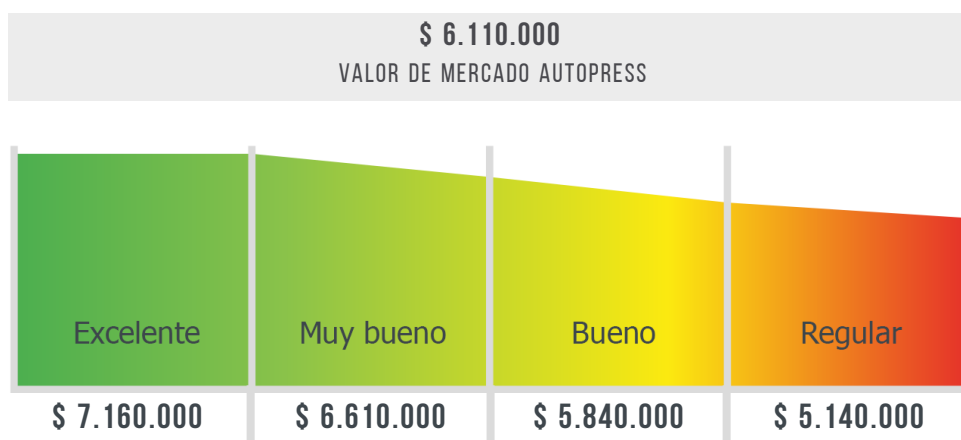 $ 6.110.000
VALOR DE MERCADO AUTOPRESS
Excelente
Muy bueno
Bueno
Regular
$ 7.160.000
$ 6.610.000
$ 5.840.000
$ 5.140.000